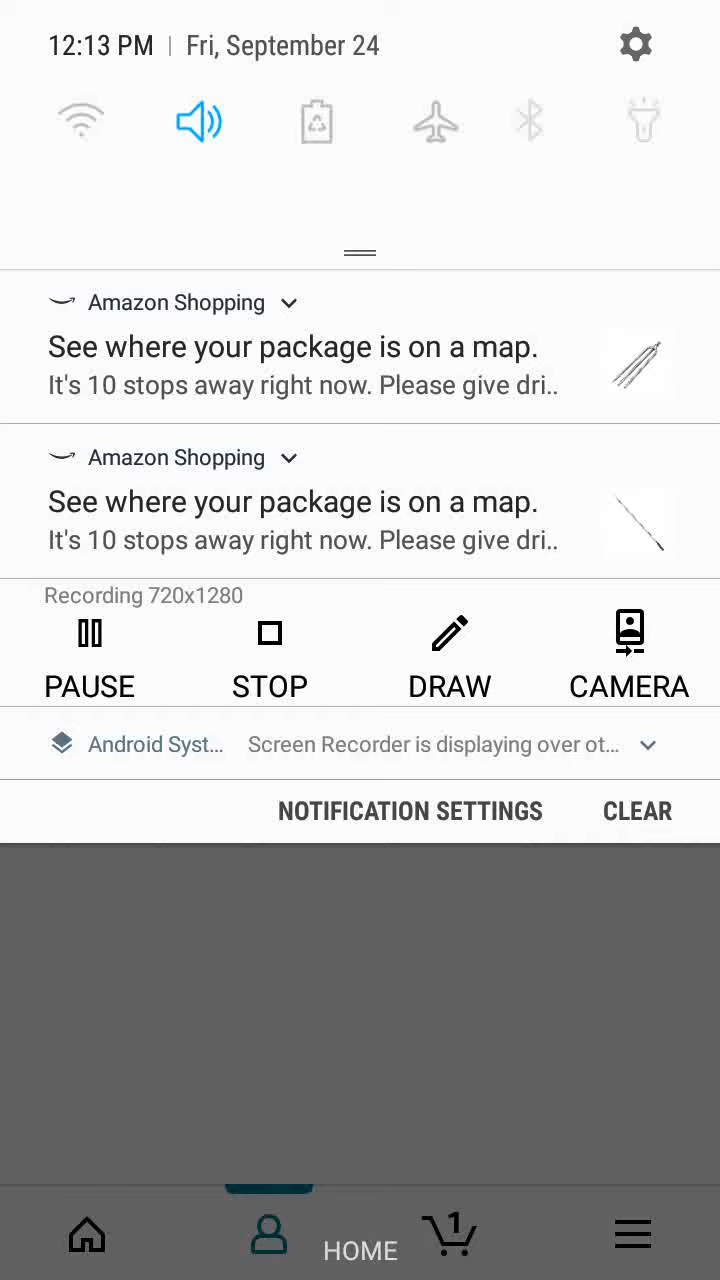 12:13 PM | Fri, September 24
Amazon Shopping
See where your package is on a map.
It's 10 stops away right now. Please give dri..
Amazon Shopping
See where your package is on a map.
It's 10 stops away right now. Please give dri..
Recording 720x1280
PAUSE STOP DRAW CAMERA
Android Syst... Screen Recorder is displaying over ot...
NOTIFICATION SETTINGS CLEAR
1
HOME